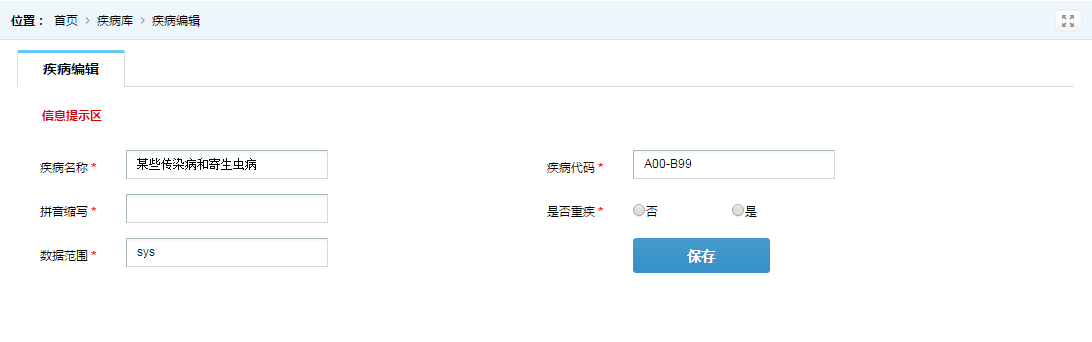 位置： 首页 > 疾病库 > 疾病编辑
疾病编辑
信息提示区
疾病名称 * 某些传染病和寄生虫病 疾病代码 * A00-B99
拼音缩写 * 是否重疾 * 否 是
数据范围 * sys 保存